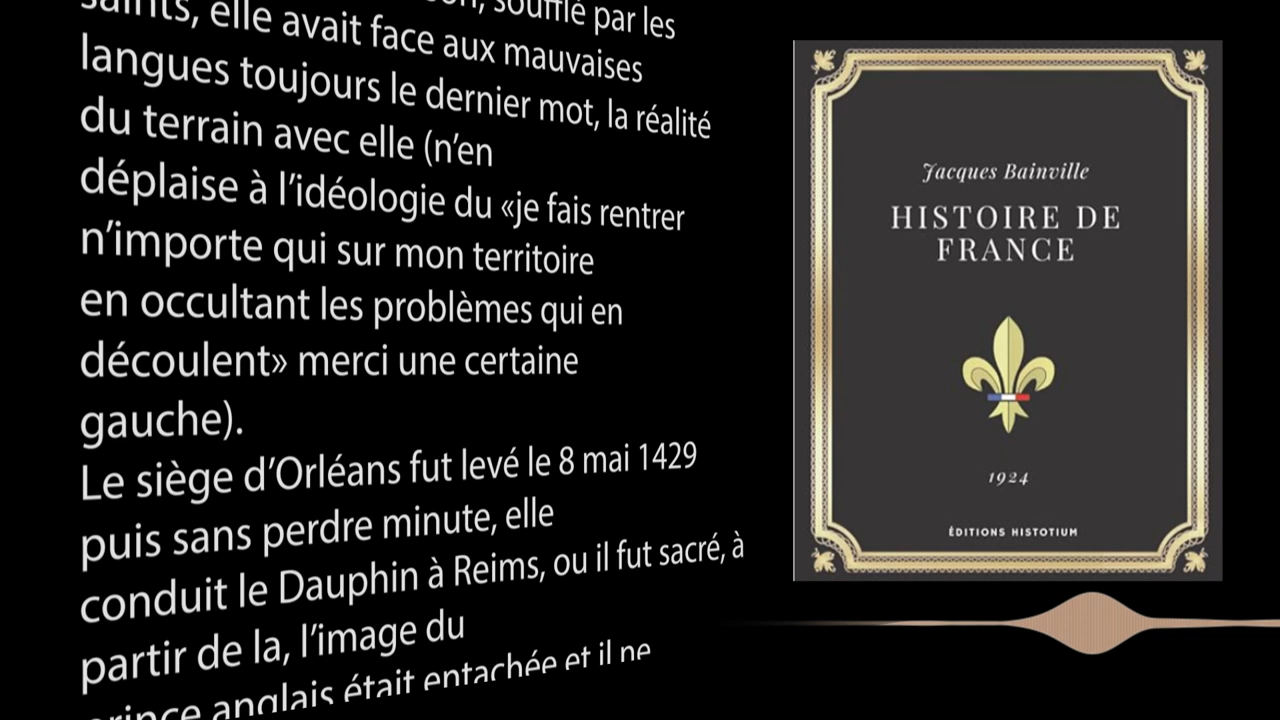 soufflé par les
saints, elle avait face aux mauvaises
langues toujours le dernier mot, la réalité
du terrain avec elle (n’en
déplaise à l’idéologie du «je fais rentrer
n’importe qui sur mon territoire
en occultant les problèmes qui en
découlent» merci une certaine
gauche).
Le siège d’Orléans fut levé le 8 mai 1429
puis sans perdre minute, elle
conduit le Dauphin à Reims, ou il fut sacré, à
partir de la, l’image du
prince anglais était entachée et il ne
Jacques Bainville
HISTOIRE DE
FRANCE
1924
ÉDITIONS HISTOTIUM